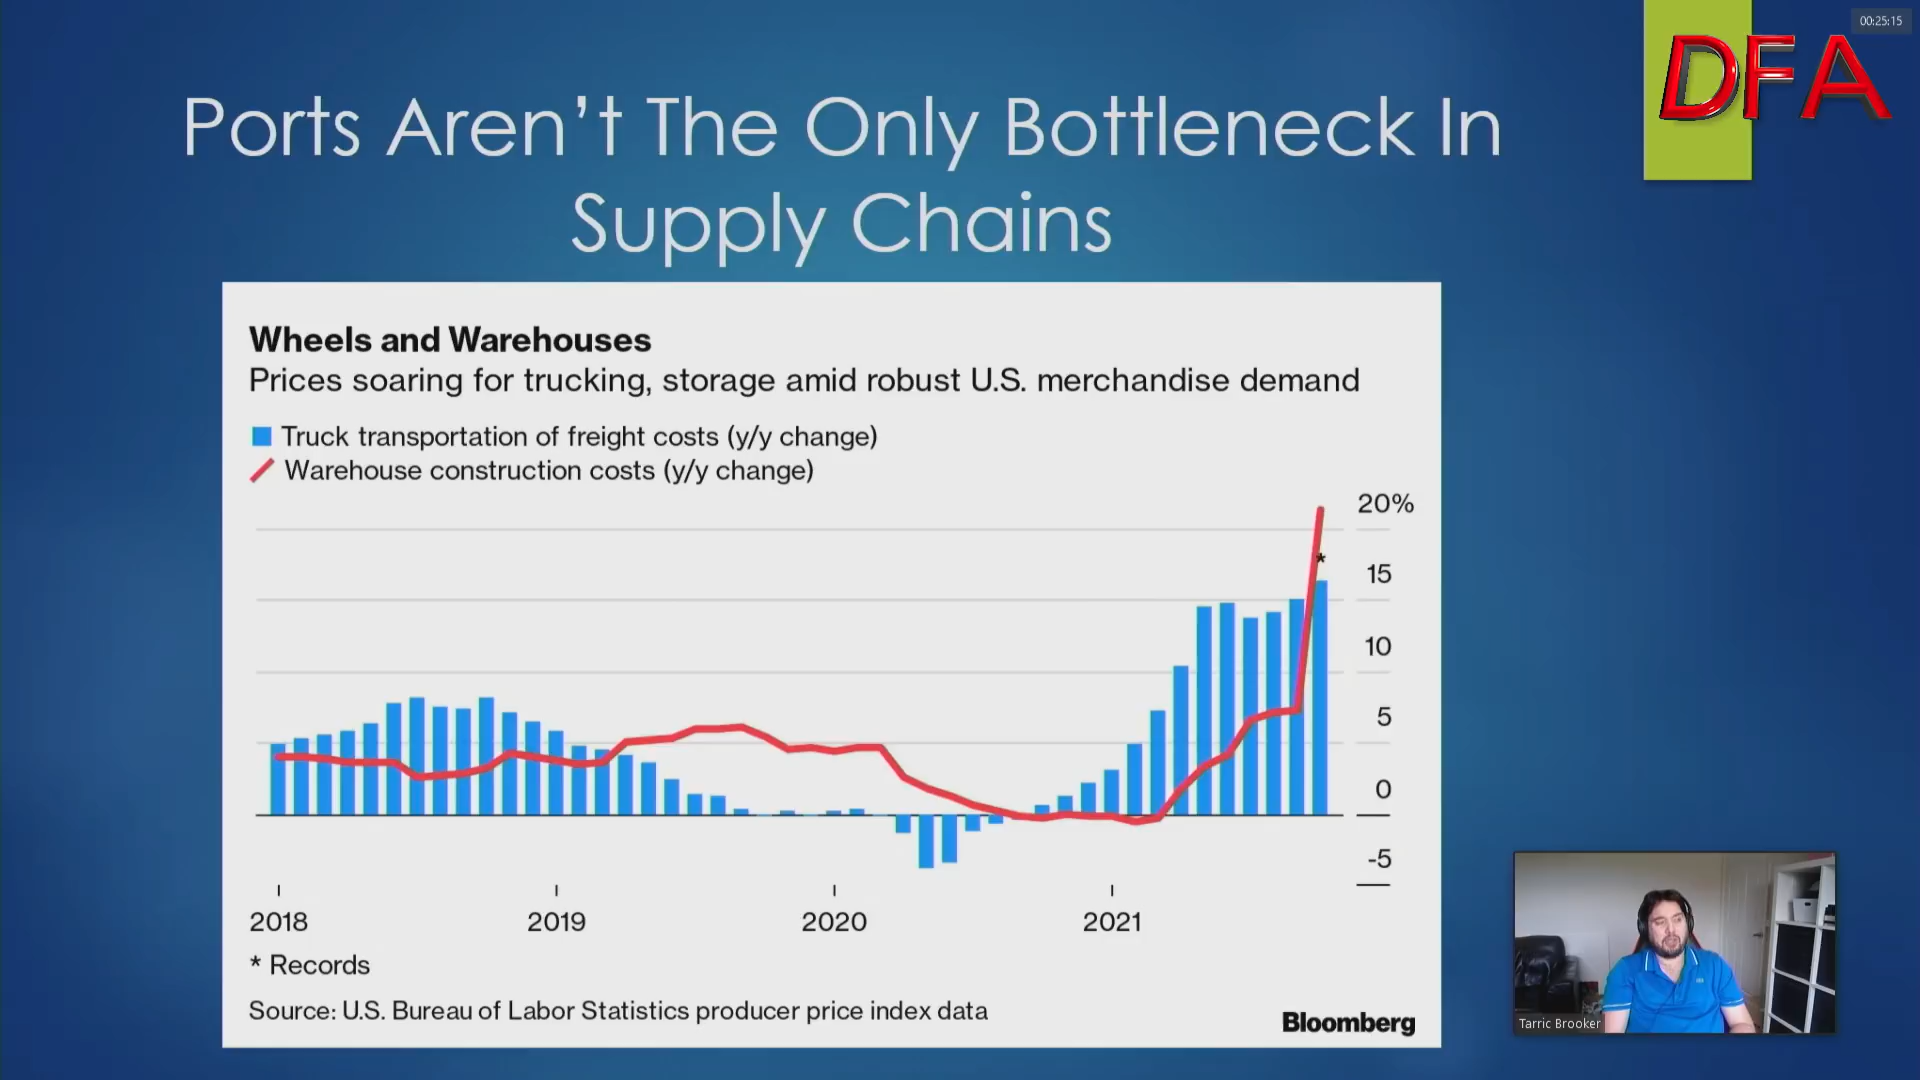 00:25:15
DFA
Ports Aren’t The Only Bottleneck In
Supply Chains
Wheels and Warehouses
Prices soaring for trucking, storage amid robust U.S. merchandise demand
Truck transportation of freight costs (y/y change)
Warehouse construction costs (y/y change)
20%
*
15
10
5
0
-5
2018 2019 2020 2021
* Records
Source: U.S. Bureau of Labor Statistics producer price index data
Bloomberg
Tarric Brooker